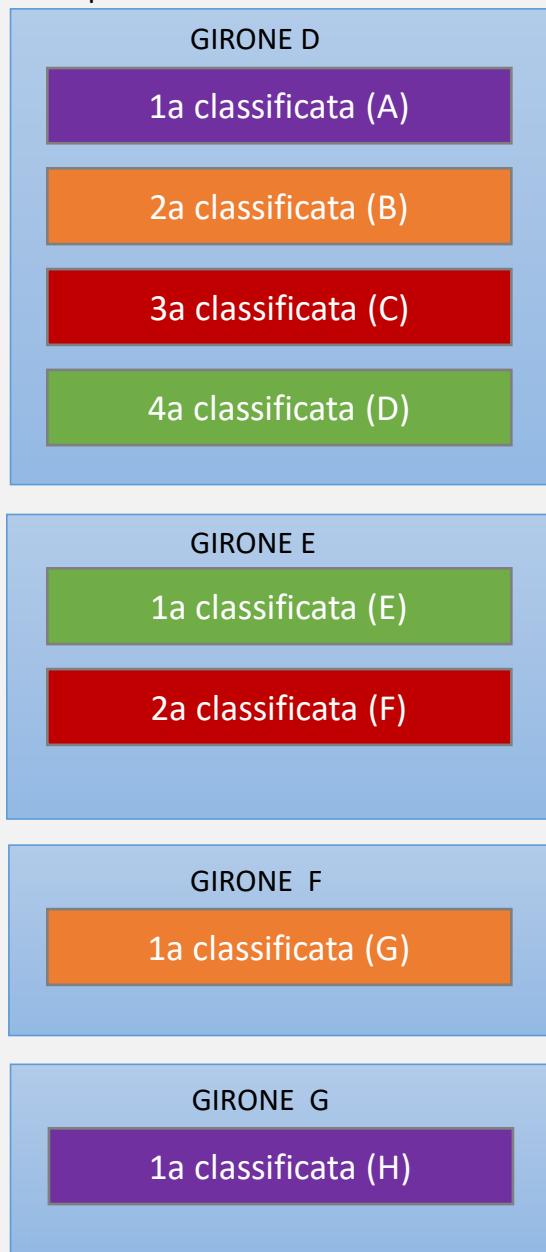 GIRONE D
1a classificata (A)
2a classificata (B)
3a classificata (C)
4a classificata (D)
GIRONE E
1a classificata (E)
2a classificata (F)
GIRONE F
1a classificata (G)
GIRONE G
1a classificata (H)